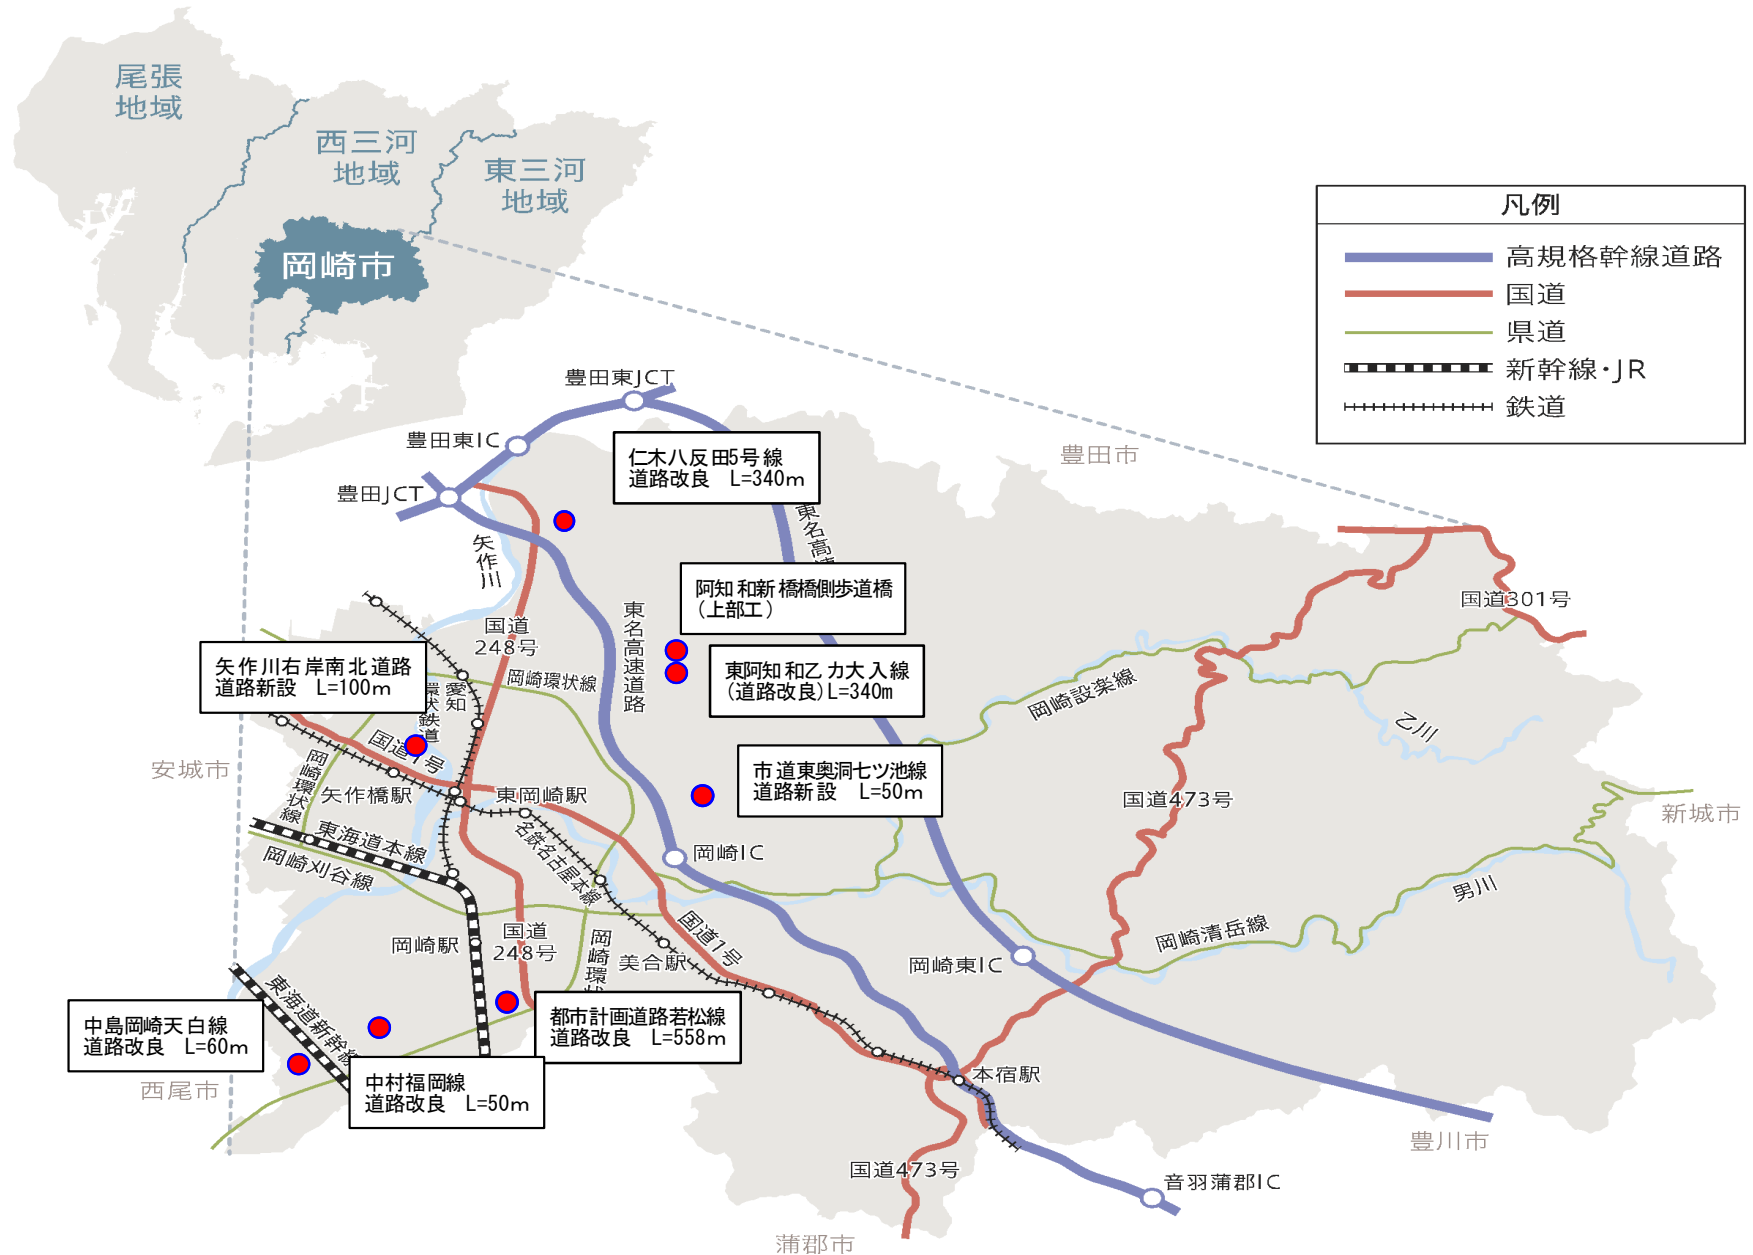 尾張
地域
西三河
地域
東三河
地域
岡崎市
凡例
高規格幹線道路
国道
県道
新幹線・JR
鉄道
豊田東JCT
豊田東IC
豊田JCT
豊田市
仁木八反田5号線
道路改良　L=340m
東名高速
矢作川
阿知和新橋橋側歩道橋
（上部工）
国道301号
東名高速道路
国道
248号
矢作川右岸南北道路
道路新設　L=100m
岡崎環状線
愛知
環状鉄道
東阿知和乙カ大入線
（道路改良）L=340m
岡崎設楽線
乙川
国道1号
安城市
岡崎環状線
矢作橋駅
東岡崎駅
市道東奥洞七ツ池線
道路新設　L=50m
国道473号
新城市
東海道本線
岡崎刈谷線
名鉄名古屋本線
岡崎IC
男川
岡崎駅
国道
248号
岡崎環状
美合駅
国道1号
岡崎東IC
岡崎清岳線
東海道新幹線
中島岡崎天白線
道路改良　L=60m
都市計画道路若松線
道路改良　L=558m
西尾市
中村福岡線
道路改良　L=50m
本宿駅
豊川市
国道473号
音羽蒲郡IC
蒲郡市